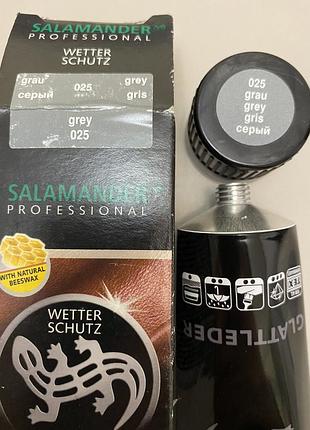 SALAMANDER
PROFESSIONAL
WETTER
SCHUTZ
grau 025 grey
серый gris
grey
025
SALAMANDER
PROFESSIONAL
WITH NATURAL
BEESWAX
WETTER
SCHUTZ
025
grau
grey
gris
серый
GLATTLEDER
TEX